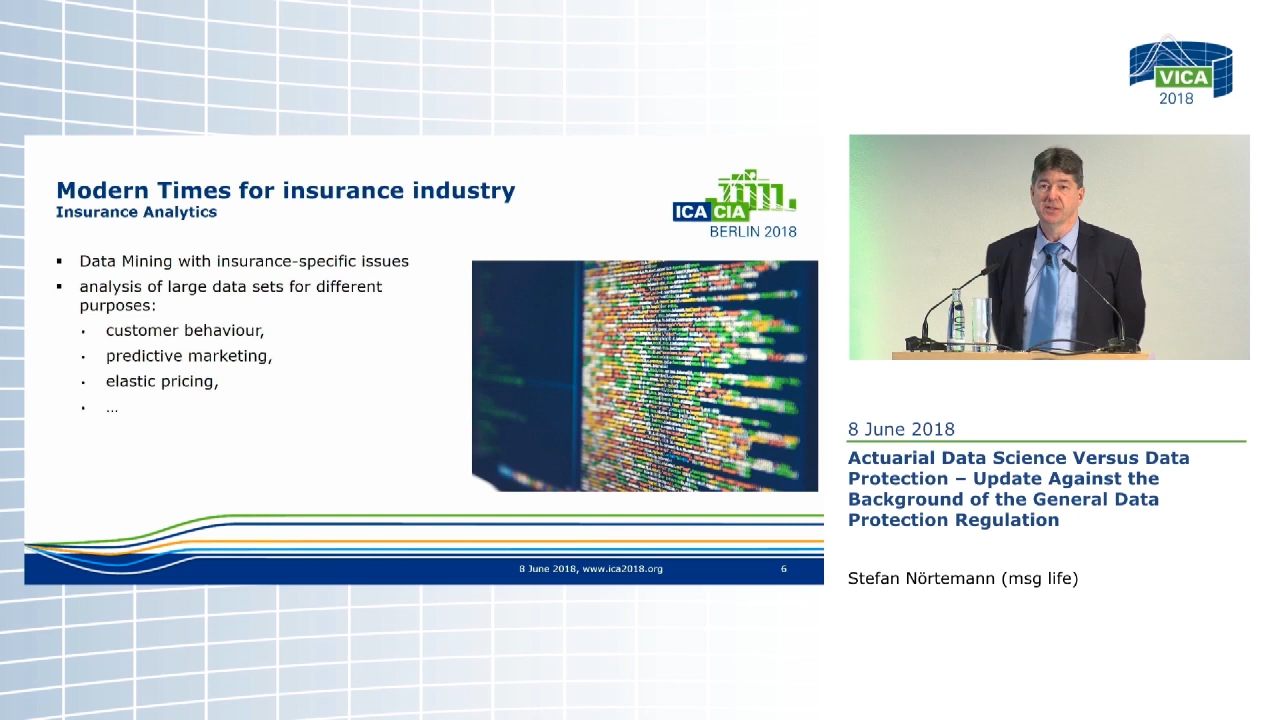 VICA
2018
Modern Times for insurance industry
Insurance Analytics
ICA CIA
BERLIN 2018
▪ Data Mining with insurance-specific issues
▪ analysis of large data sets for different
purposes:
· customer behaviour,
· predictive marketing,
· elastic pricing,
· ...
8 June 2018, www.ica2018.org
6
8 June 2018
Actuarial Data Science Versus Data
Protection – Update Against the
Background of the General Data
Protection Regulation
Stefan Nörtemann (msg life)